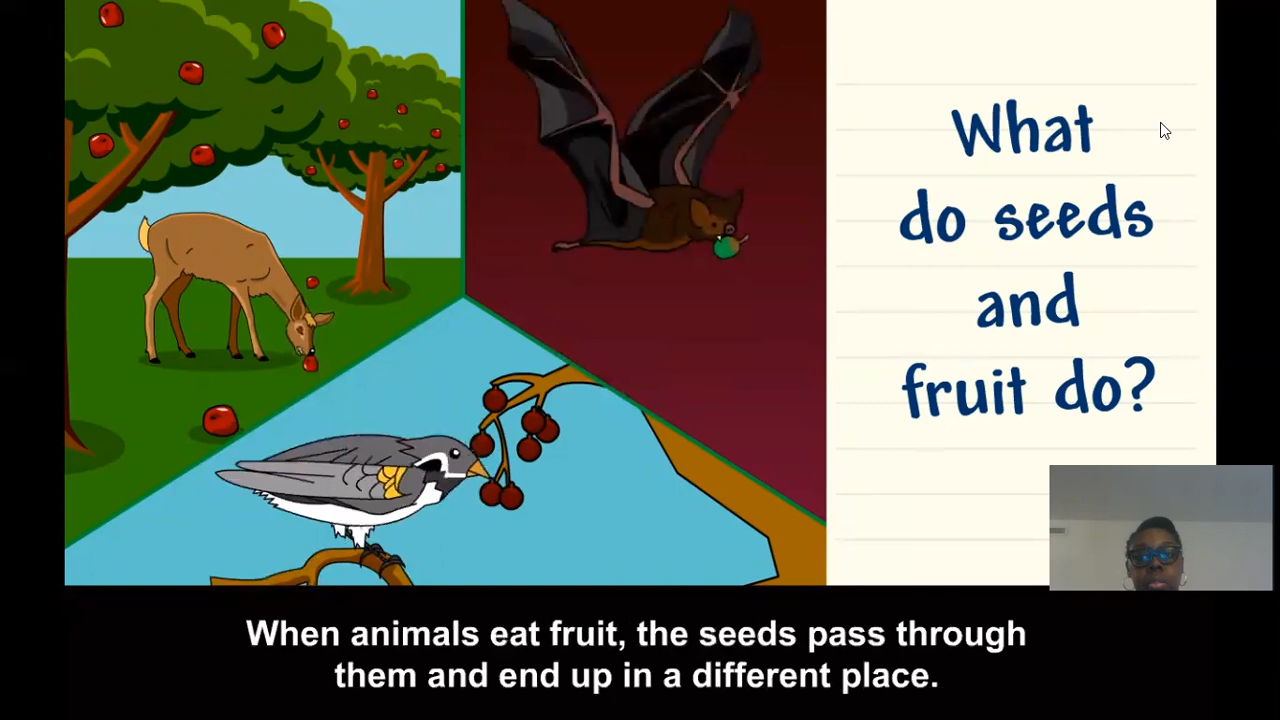 What
do seeds
and
fruit do?
When animals eat fruit, the seeds pass through
them and end up in a different place.